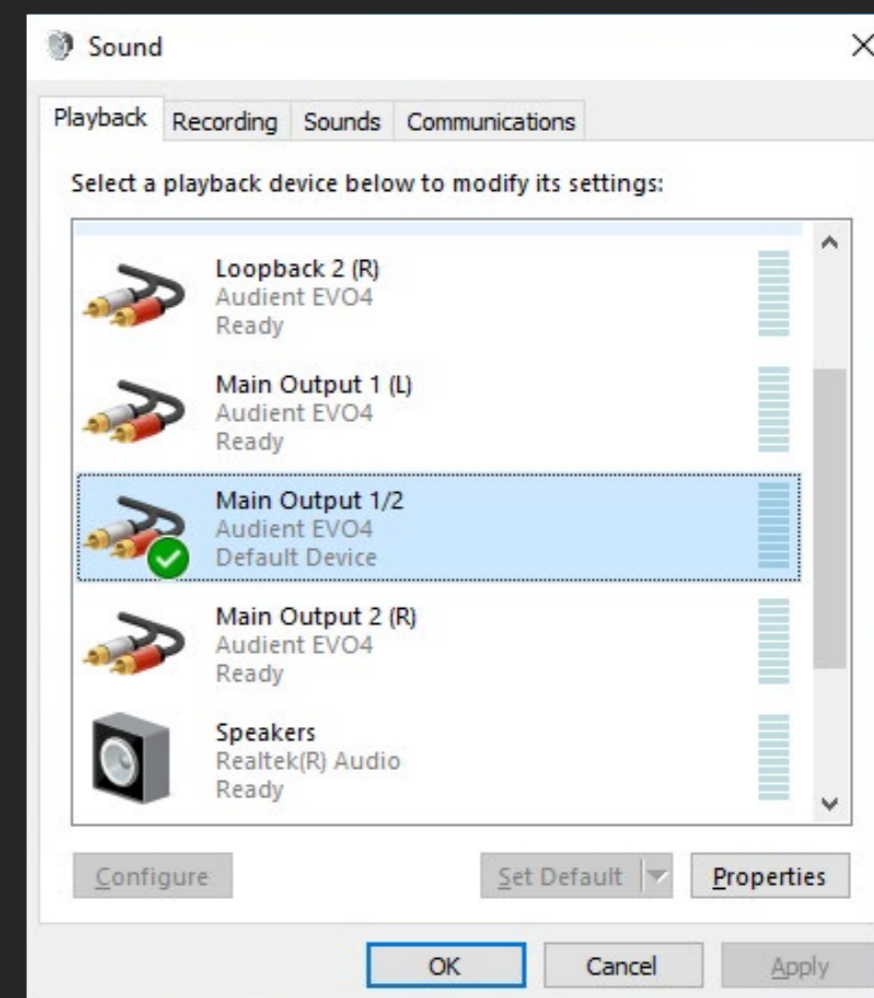 Sound
Playback Recording Sounds Communications
Select a playback device below to modify its settings:
Loopback 2 (R)
Audient EVO4
Ready
Main Output 1 (L)
Audient EVO4
Ready
Main Output 1/2
Audient EVO4
Default Device
Main Output 2 (R)
Audient EVO4
Ready
Speakers
Realtek(R) Audio
Ready
Configure Set Default Properties
OK Cancel Apply